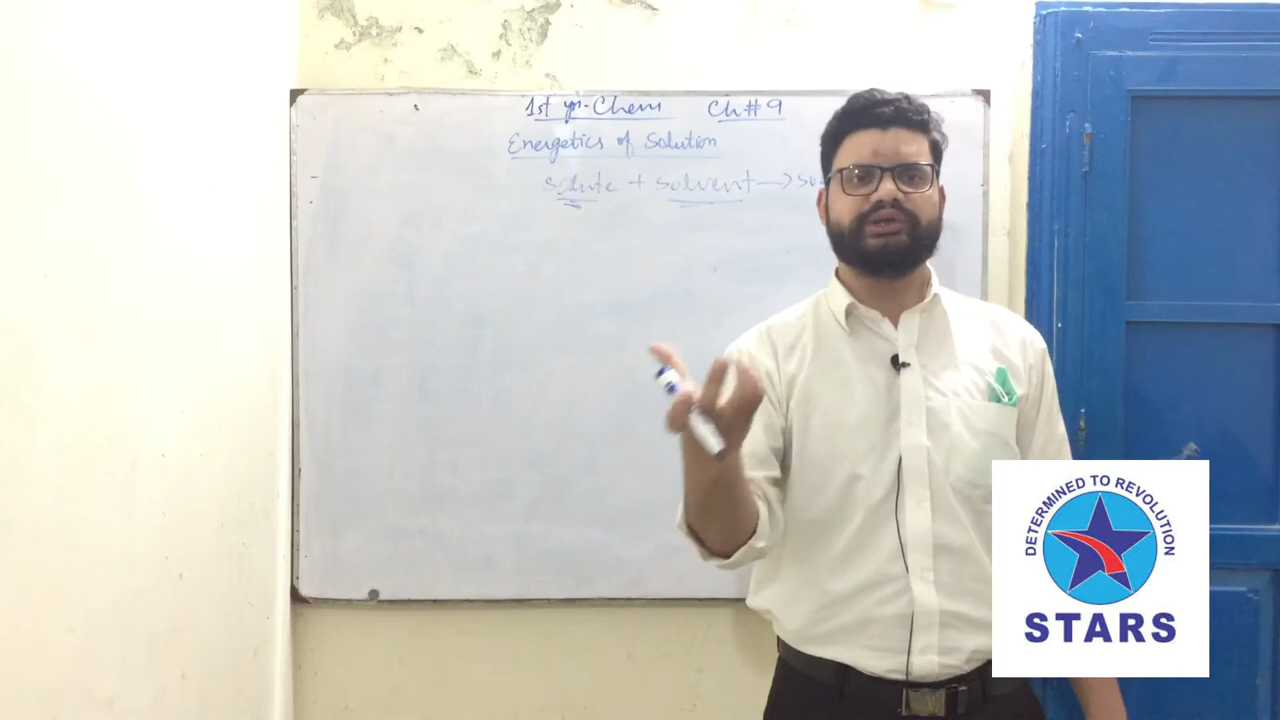 1st yr. Chem Ch # 9
Energetics of Solution
Solute + Solvent →
DETERMINED TO REVOLUTION
STARS